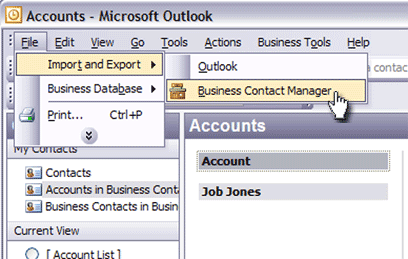 Accounts - Microsoft Outlook
File Edit View Go Tools Actions Business Tools Help
Import and Export
Outlook
a contac
Business Database
Business Contact Manager
Print... Ctrl+P
Accounts
My Contacts
Contacts
Account
Accounts in Business Conta
Business Contacts in Busin
Job Jones
Current View
[ Account List ]